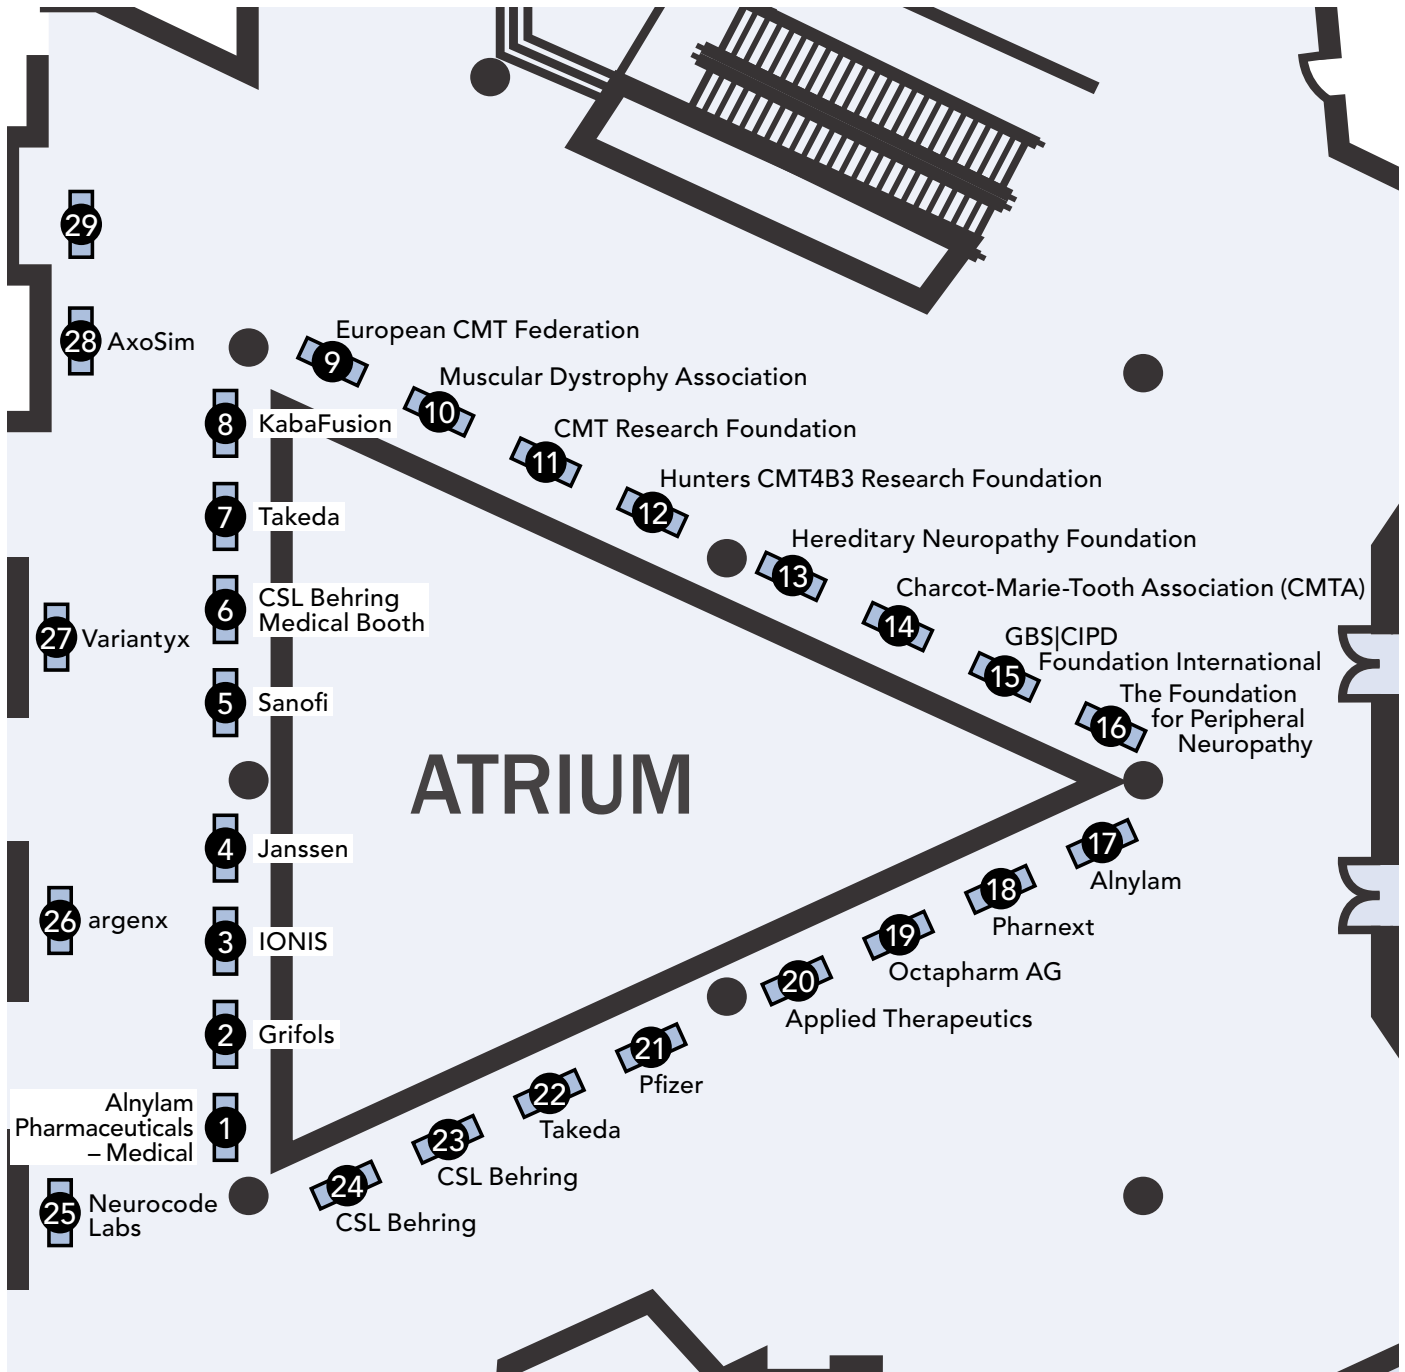 29
28 AxoSim
9 European CMT Federation
10 Muscular Dystrophy Association
8 KabaFusion
11 CMT Research Foundation
12 Hunters CMT4B3 Research Foundation
7 Takeda
13 Hereditary Neuropathy Foundation
14 Charcot-Marie-Tooth Association (CMTA)
6 CSL Behring
Medical Booth
27 Variantyx
15 GBS|CIPD
Foundation International
5 Sanofi
16 The Foundation
for Peripheral
Neuropathy
ATRIUM
4 Janssen
17 Alnylam
18 Pharnext
26 argenx
3 IONIS
19 Octapharm AG
20 Applied Therapeutics
2 Grifols
21 Pfizer
22 Takeda
1 Alnylam
Pharmaceuticals
– Medical
23 CSL Behring
24 CSL Behring
25 Neurocode
Labs